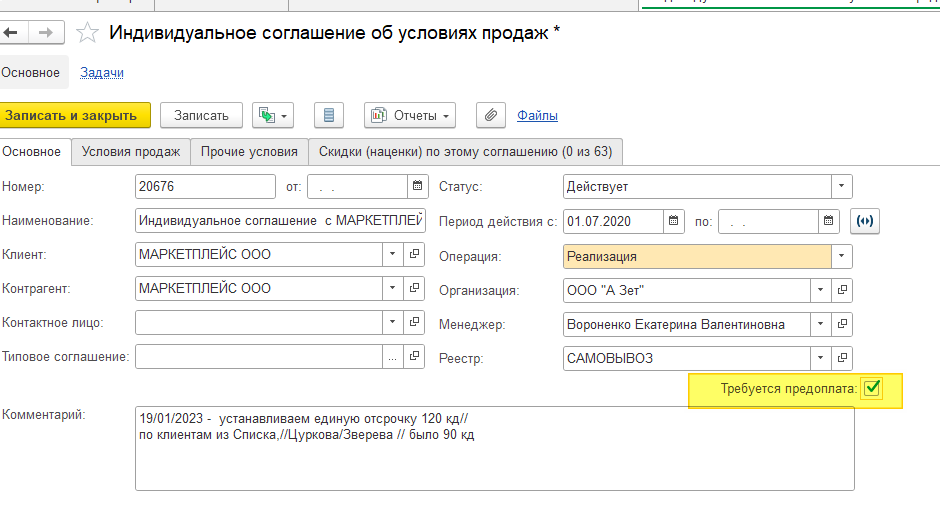 Индивидуальное соглашение об условиях продаж *
Основное Задачи
Записать и закрыть Записать Отчеты Файлы
Основное Условия продаж Прочие условия Скидки (наценки) по этому соглашению (0 из 63)
Номер: 20676 от: . . Статус: Действует
Наименование: Индивидуальное соглашение с МАРКЕТПЛЕЙ Период действия с: 01.07.2020 по: . .
Клиент: МАРКЕТПЛЕЙС ООО Операция: Реализация
Контрагент: МАРКЕТПЛЕЙС ООО Организация: ООО "А Зет"
Контактное лицо: Менеджер: Вороненко Екатерина Валентиновна
Типовое соглашение: ... Реестр: САМОВЫВОЗ
Требуется предоплата:
Комментарий: 19/01/2023 - устанавливаем единую отсрочку 120 кд//
по клиентам из Списка,//Цуркова/Зверева // было 90 кд